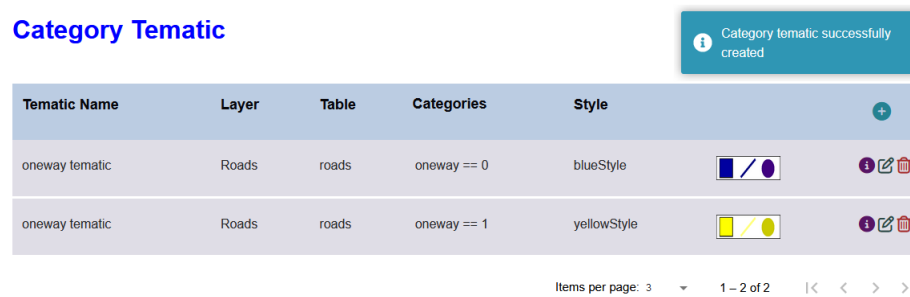 Category Tematic
Category tematic successfully
created
Tematic Name Layer Table Categories Style
oneway tematic Roads roads oneway == 0 blueStyle
oneway tematic Roads roads oneway == 1 yellowStyle
Items per page: 3 1 – 2 of 2